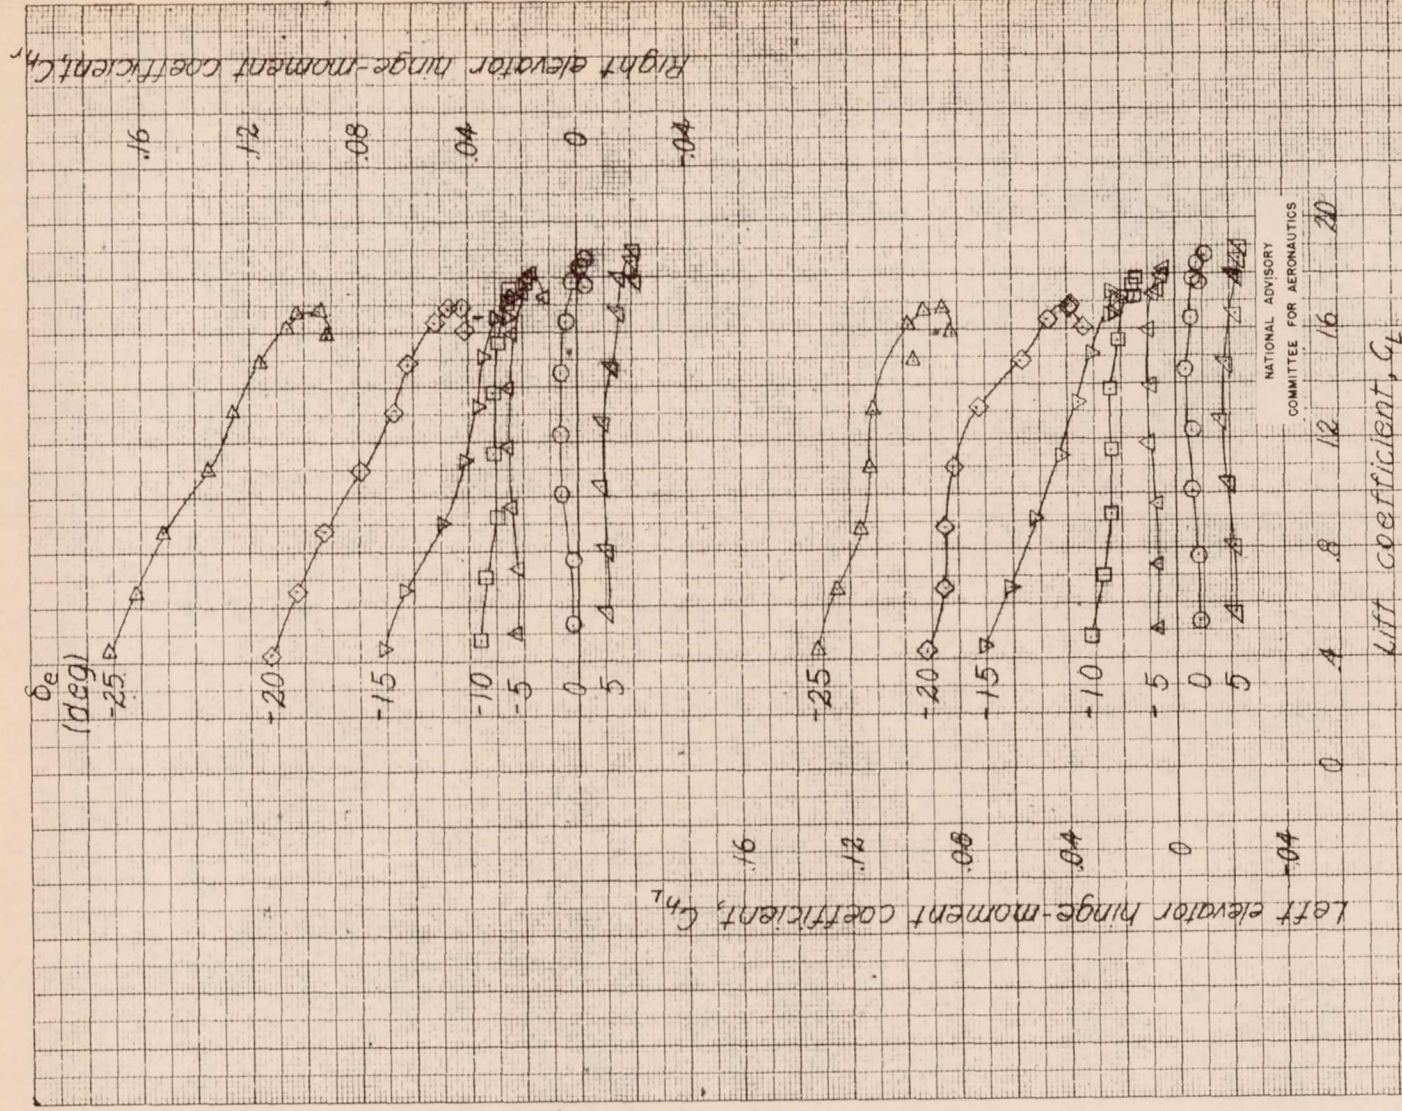 Right elevator hinge-moment coefficient, Chr
.16 .12 .08 .04 0 -.04
δe
(deg)
-25
-20
-15
-10
-5
0
5
-25
-20
-15
-10
-5
0
5
.16 .12 .08 .04 0 -.04
Left elevator hinge-moment coefficient, ChL
NATIONAL ADVISORY
COMMITTEE FOR AERONAUTICS
0 .4 .8 1.2 1.6 2.0
Lift coefficient, CL